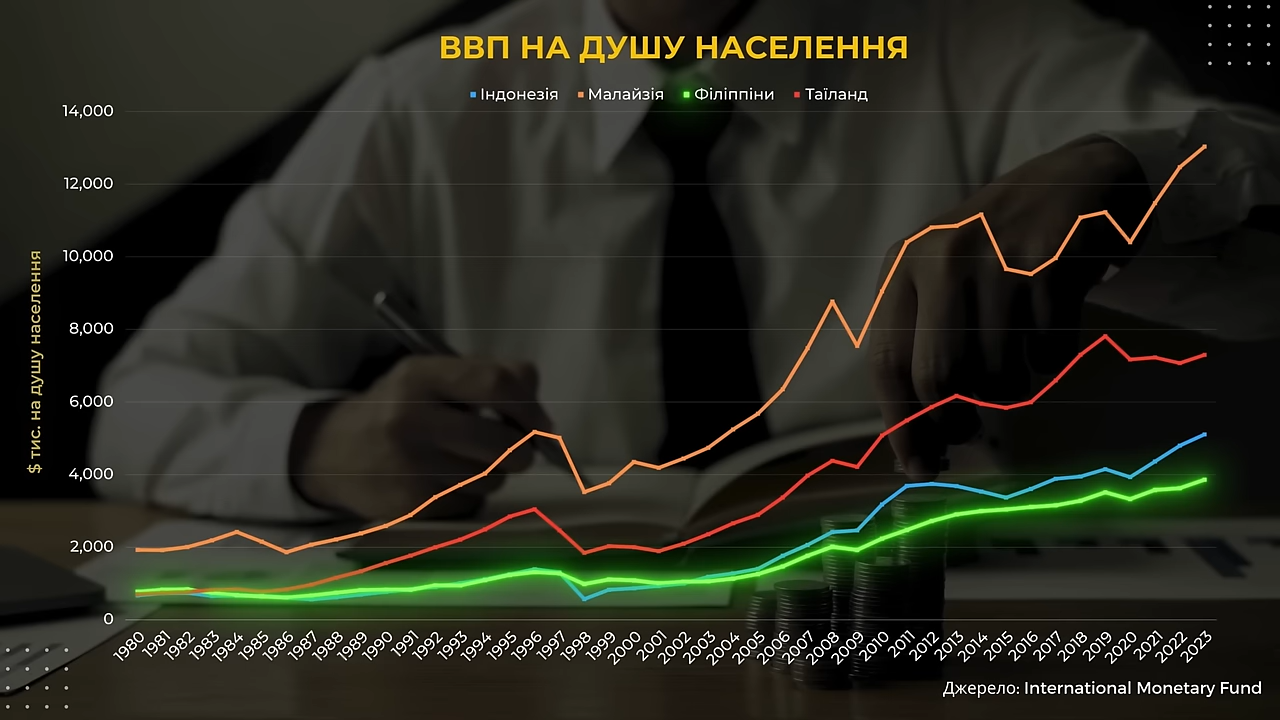 ВВП НА ДУШУ НАСЕЛЕННЯ
Індонезія Малайзія Філіппіни Таїланд
$ тис. на душу населення
14,000
12,000
10,000
8,000
6,000
4,000
2,000
0
1980 1981 1982 1983 1984 1985 1986 1987 1988 1989 1990 1991 1992 1993 1994 1995 1996 1997 1998 1999 2000 2001 2002 2003 2004 2005 2006 2007 2008 2009 2010 2011 2012 2013 2014 2015 2016 2017 2018 2019 2020 2021 2022 2023
Джерело: International Monetary Fund